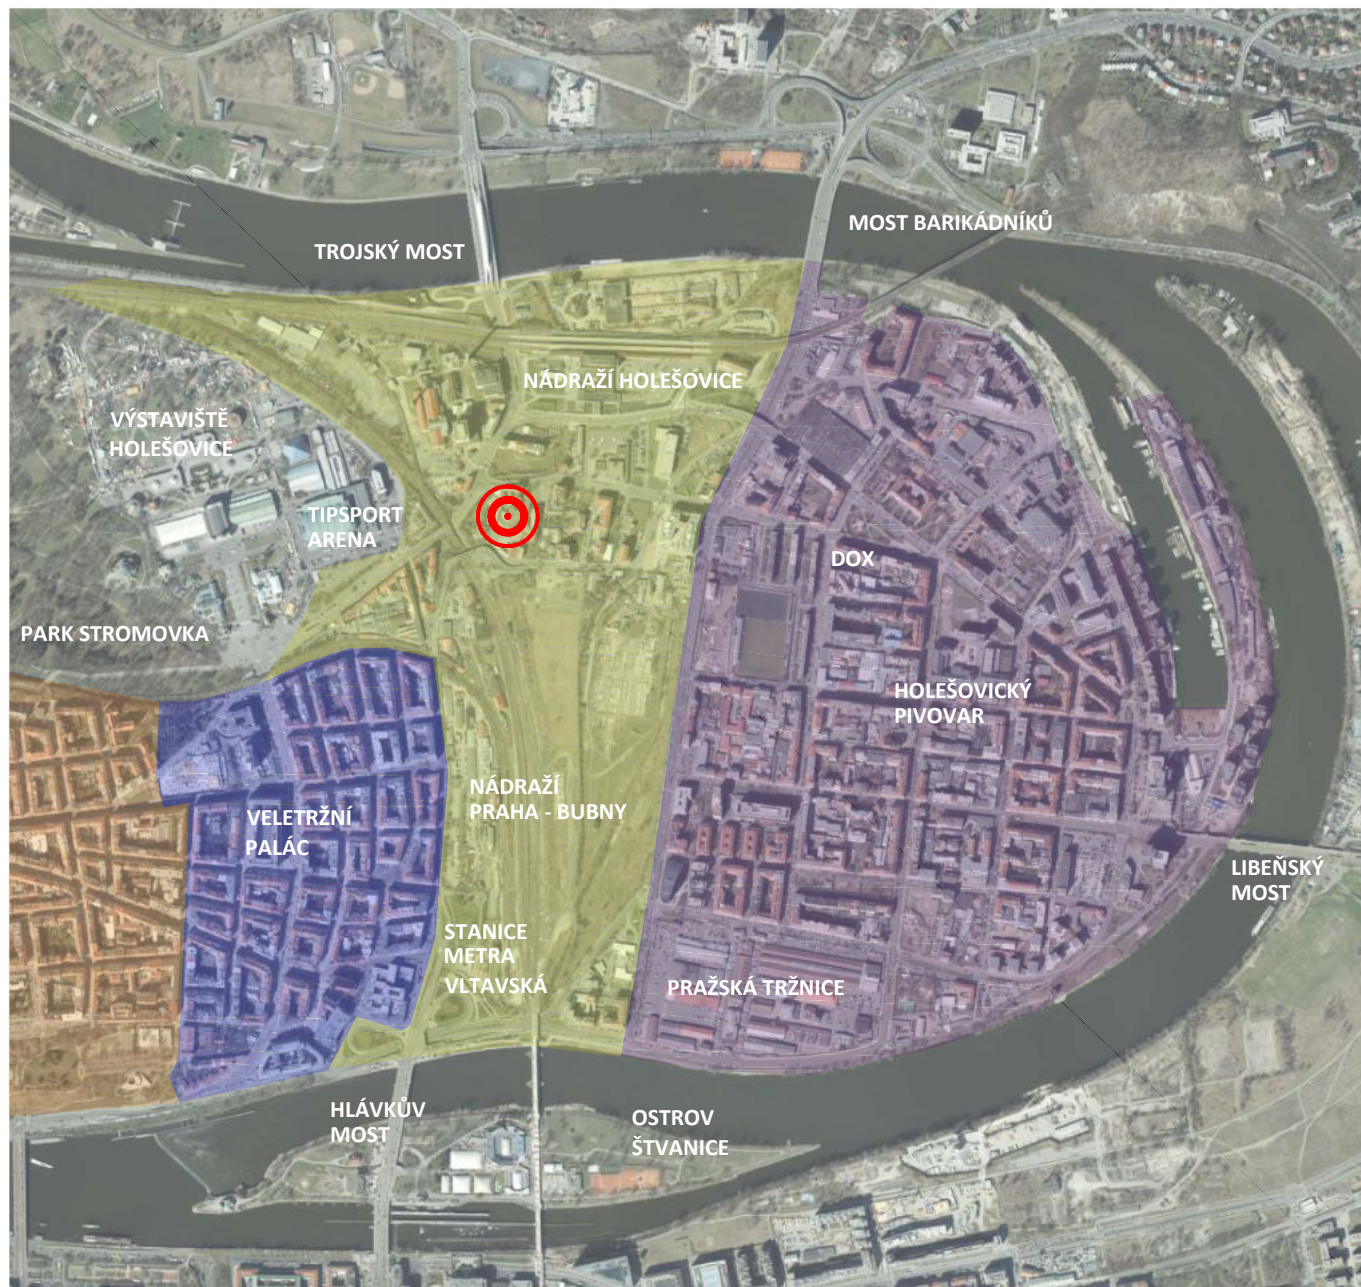 MOST BARIKÁDNÍKŮ
TROJSKÝ MOST
NÁDRAŽÍ HOLEŠOVICE
VÝSTAVIŠTĚ
HOLEŠOVICE
TIPSPORT
ARENA
DOX
PARK STROMOVKA
HOLEŠOVICKÝ
PIVOVAR
NÁDRAŽÍ
PRAHA - BUBNY
VELETRŽNÍ
PALÁC
LIBEŇSKÝ
MOST
STANICE
METRA
VLTAVSKÁ
PRAŽSKÁ TRŽNICE
HLÁVKŮV
MOST
OSTROV
ŠTVANICE